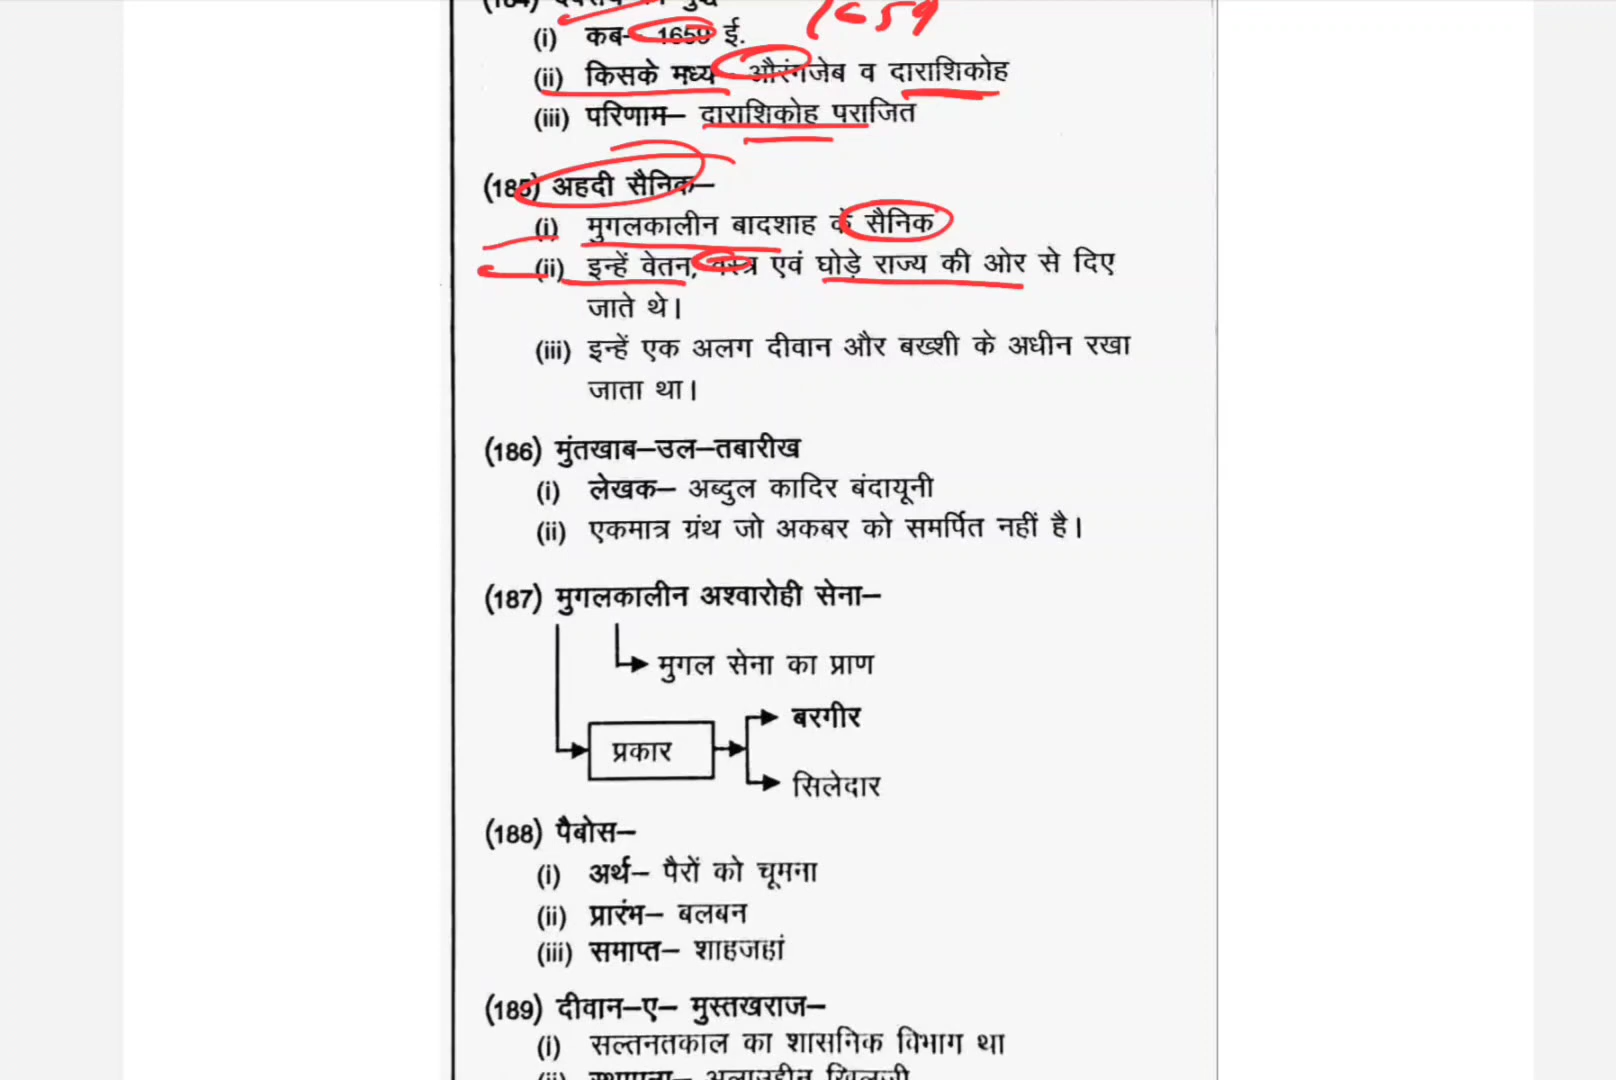 (i) कब– 1659 ई.
1659
(ii) किसके मध्य– औरंगजेब व दाराशिकोह
(iii) परिणाम– दाराशिकोह पराजित
(185) अहदी सैनिक–
(i) मुगलकालीन बादशाह के सैनिक
(ii) इन्हें वेतन, वस्त्र एवं घोड़े राज्य की ओर से दिए
जाते थे।
(iii) इन्हें एक अलग दीवान और बख्शी के अधीन रखा
जाता था।
(186) मुंतखाब–उल–तबारीख
(i) लेखक– अब्दुल कादिर बंदायूनी
(ii) एकमात्र ग्रंथ जो अकबर को समर्पित नहीं है।
(187) मुगलकालीन अश्वारोही सेना–
मुगल सेना का प्राण
बरगीर
प्रकार
सिलेदार
(188) पैबोस–
(i) अर्थ– पैरों को चूमना
(ii) प्रारंभ– बलबन
(iii) समाप्त– शाहजहां
(189) दीवान–ए– मुस्तखराज–
(i) सल्तनतकाल का शासनिक विभाग था